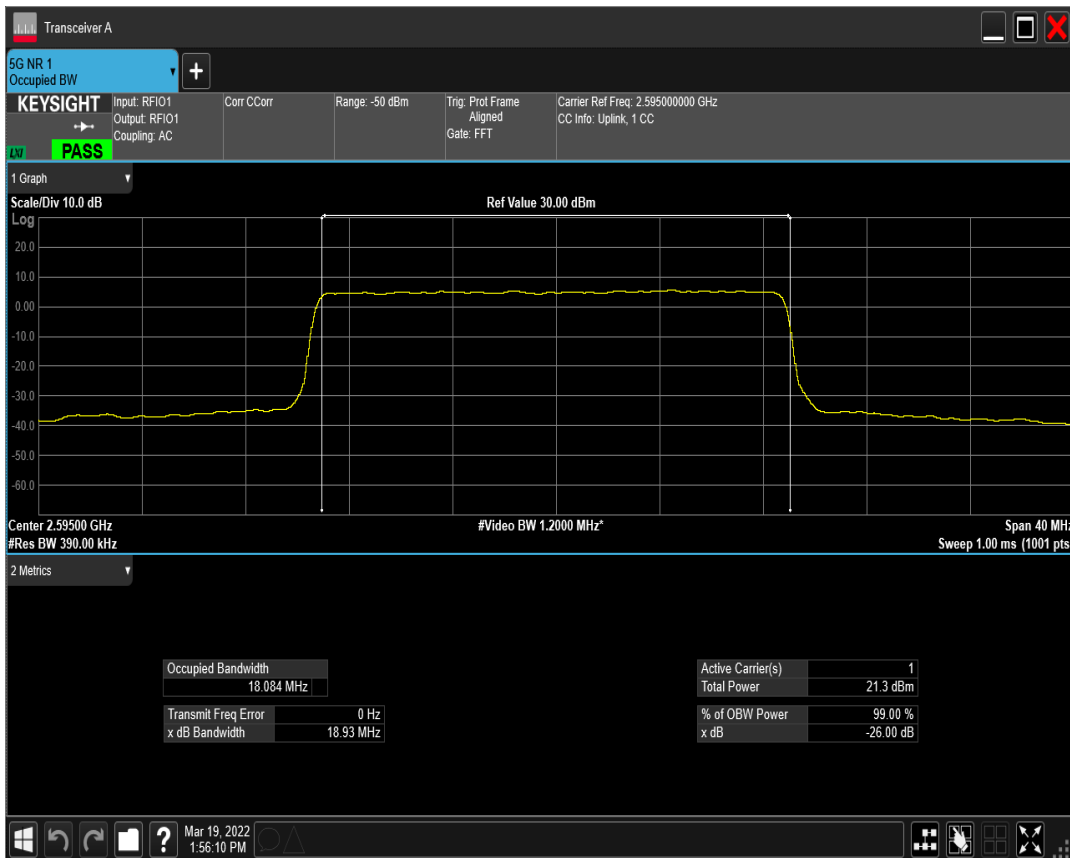 Transceiver A
5G NR 1
Occupied BW
+
KEYSIGHT
LXI
PASS
Input: RFIO1
Output: RFIO1
Coupling: AC
Corr CCorr
Range: -50 dBm
Trig: Prot Frame
Aligned
Gate: FFT
Carrier Ref Freq: 2.595000000 GHz
CC Info: Uplink, 1 CC
1 Graph
Scale/Div 10.0 dB
Ref Value 30.00 dBm
Log
20.0
10.0
0.00
-10.0
-20.0
-30.0
-40.0
-50.0
-60.0
Center 2.59500 GHz
#Video BW 1.2000 MHz*
Span 40 MHz
#Res BW 390.00 kHz
Sweep 1.00 ms (1001 pts
2 Metrics
Occupied Bandwidth
18.084 MHz
Transmit Freq Error 0 Hz
x dB Bandwidth 18.93 MHz
Active Carrier(s) 1
Total Power 21.3 dBm
% of OBW Power 99.00 %
x dB -26.00 dB
?
Mar 19, 2022
1:56:10 PM